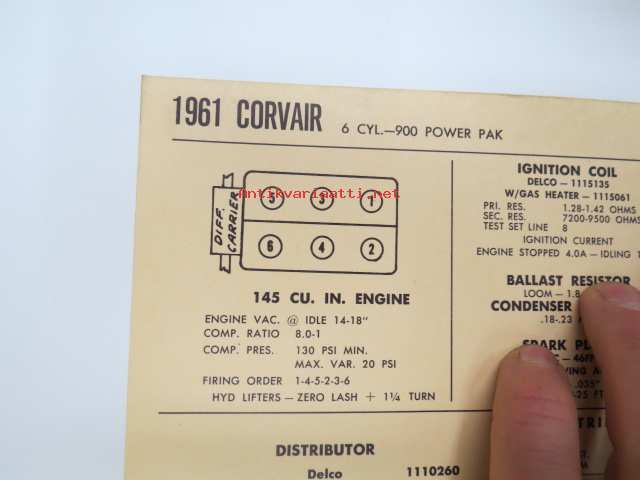 1961 CORVAIR 6 CYL.—900 POWER PAK
antikvariaatti.net
5 3 1
DIFF. CARRIER
6 4 2
145 CU. IN. ENGINE
ENGINE VAC. @ IDLE 14-18"
COMP. RATIO 8.0-1
COMP. PRES. 130 PSI MIN.
MAX. VAR. 20 PSI
FIRING ORDER 1-4-5-2-3-6
HYD LIFTERS — ZERO LASH + 1¼ TURN
DISTRIBUTOR
Delco 1110260
IGNITION COIL
DELCO — 1115135
W/GAS HEATER — 1115061
PRI. RES. 1.28-1.42 OHMS
SEC. RES. 7200-9500 OHMS
TEST SET LINE 8
IGNITION CURRENT
ENGINE STOPPED 4.0A — IDLING
BALLAST RESISTOR
LOOM — 1.8
CONDENSER
.18-.23
SPARK
46FF
.035"